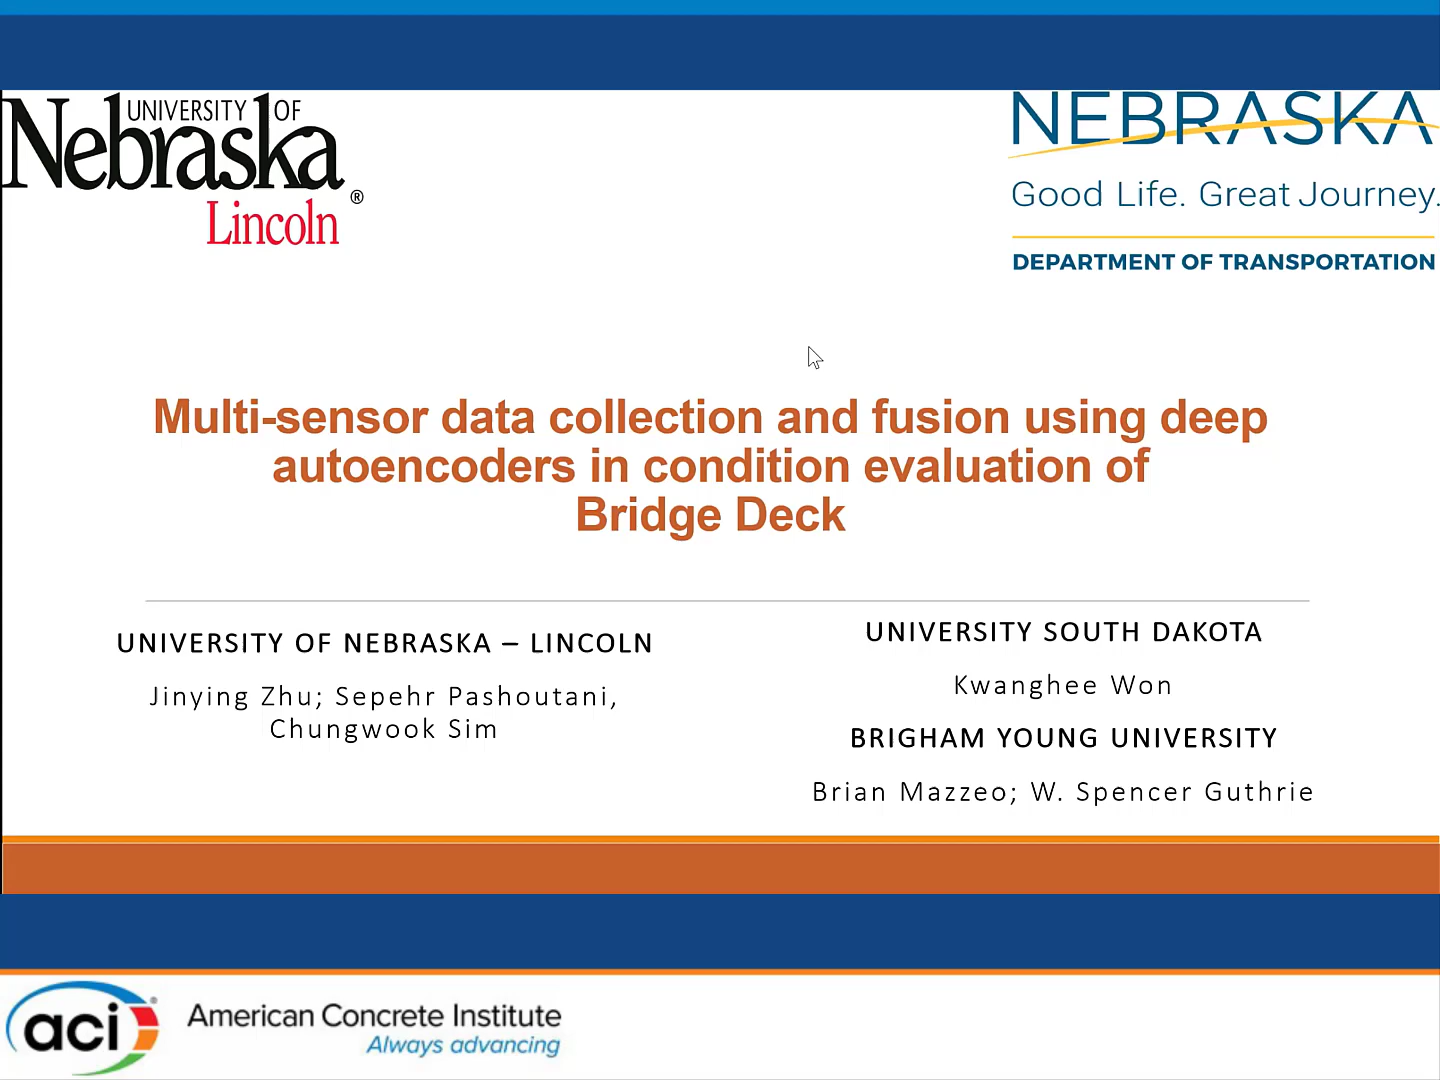 UNIVERSITY OF
Nebraska
Lincoln
®
NEBRASKA
Good Life. Great Journey.
DEPARTMENT OF TRANSPORTATION
Multi-sensor data collection and fusion using deep
autoencoders in condition evaluation of
Bridge Deck
UNIVERSITY OF NEBRASKA – LINCOLN
Jinying Zhu; Sepehr Pashoutani,
Chungwook Sim
UNIVERSITY SOUTH DAKOTA
Kwanghee Won
BRIGHAM YOUNG UNIVERSITY
Brian Mazzeo; W. Spencer Guthrie
aci®
American Concrete Institute
Always advancing